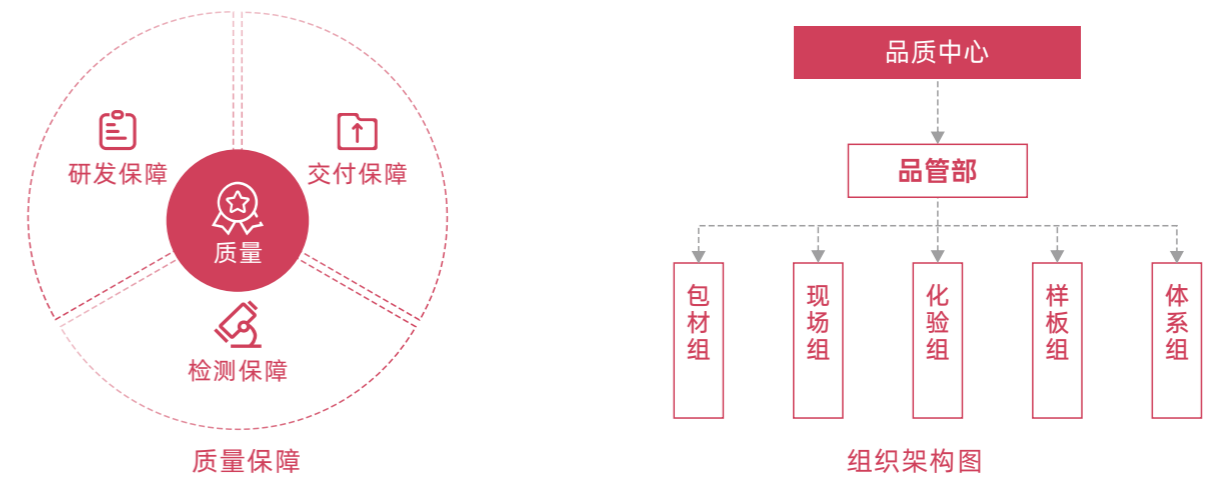 研发保障
交付保障
质量
检测保障
质量保障
品质中心
品管部
包材组
现场组
化验组
样板组
体系组
组织架构图